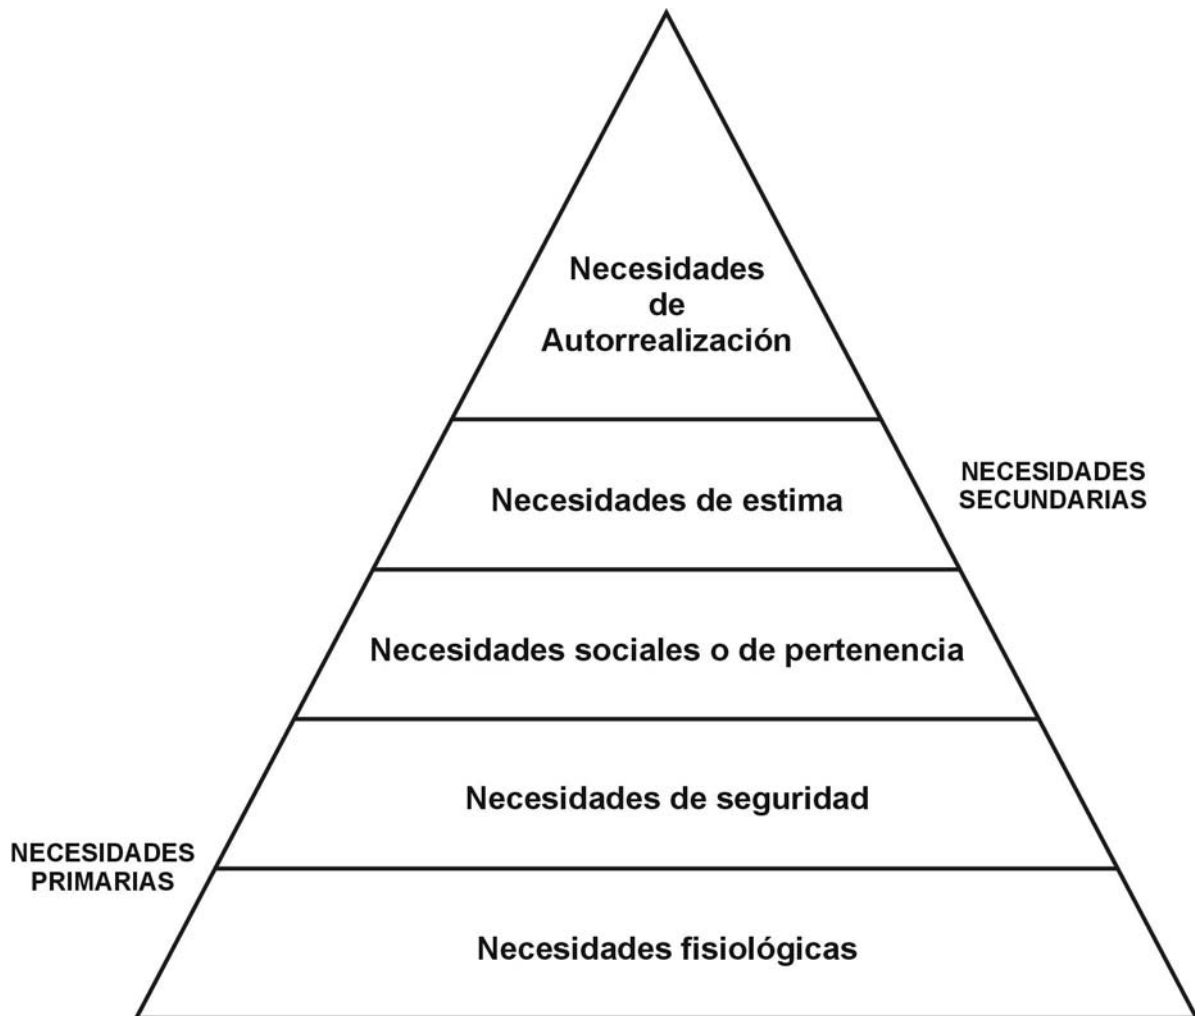 Necesidades
de
Autorrealización
NECESIDADES
SECUNDARIAS
Necesidades de estima
Necesidades sociales o de pertenencia
Necesidades de seguridad
NECESIDADES
PRIMARIAS
Necesidades fisiológicas